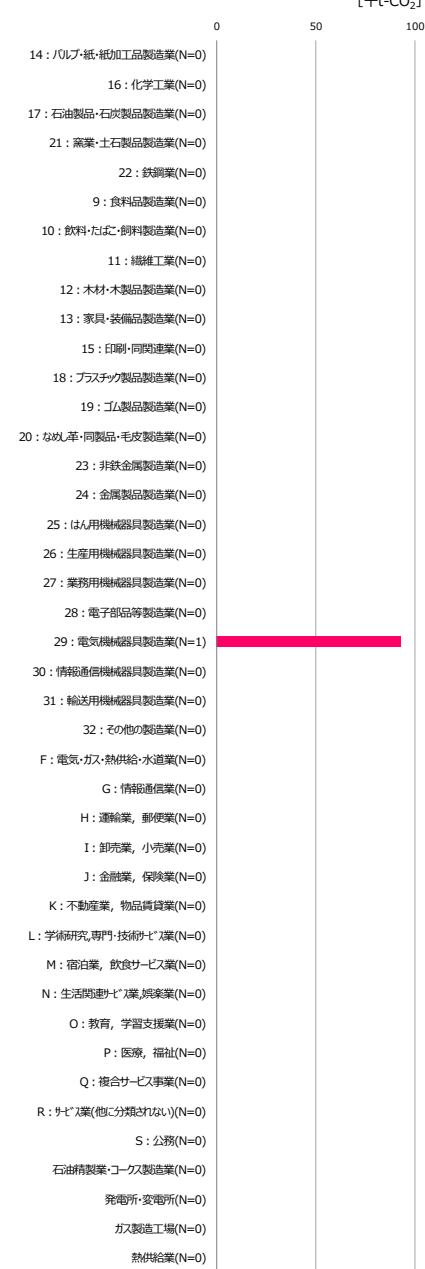 [千t-CO₂]
0 50 100
14：パルプ・紙・紙加工品製造業(N=0)
16：化学工業(N=0)
17：石油製品・石炭製品製造業(N=0)
21：窯業・土石製品製造業(N=0)
22：鉄鋼業(N=0)
9：食料品製造業(N=0)
10：飲料・たばこ・飼料製造業(N=0)
11：繊維工業(N=0)
12：木材・木製品製造業(N=0)
13：家具・装備品製造業(N=0)
15：印刷・同関連業(N=0)
18：プラスチック製品製造業(N=0)
19：ゴム製品製造業(N=0)
20：なめし革・同製品・毛皮製造業(N=0)
23：非鉄金属製造業(N=0)
24：金属製品製造業(N=0)
25：はん用機械器具製造業(N=0)
26：生産用機械器具製造業(N=0)
27：業務用機械器具製造業(N=0)
28：電子部品等製造業(N=0)
29：電気機械器具製造業(N=1)
30：情報通信機械器具製造業(N=0)
31：輸送用機械器具製造業(N=0)
32：その他の製造業(N=0)
F：電気・ガス・熱供給・水道業(N=0)
G：情報通信業(N=0)
H：運輸業，郵便業(N=0)
I：卸売業，小売業(N=0)
J：金融業，保険業(N=0)
K：不動産業，物品賃貸業(N=0)
L：学術研究,専門・技術ｻｰﾋﾞｽ業(N=0)
M：宿泊業，飲食サービス業(N=0)
N：生活関連ｻｰﾋﾞｽ業,娯楽業(N=0)
O：教育，学習支援業(N=0)
P：医療，福祉(N=0)
Q：複合サービス事業(N=0)
R：ｻｰﾋﾞｽ業(他に分類されない)(N=0)
S：公務(N=0)
石油精製業・コークス製造業(N=0)
発電所・変電所(N=0)
ガス製造工場(N=0)
熱供給業(N=0)